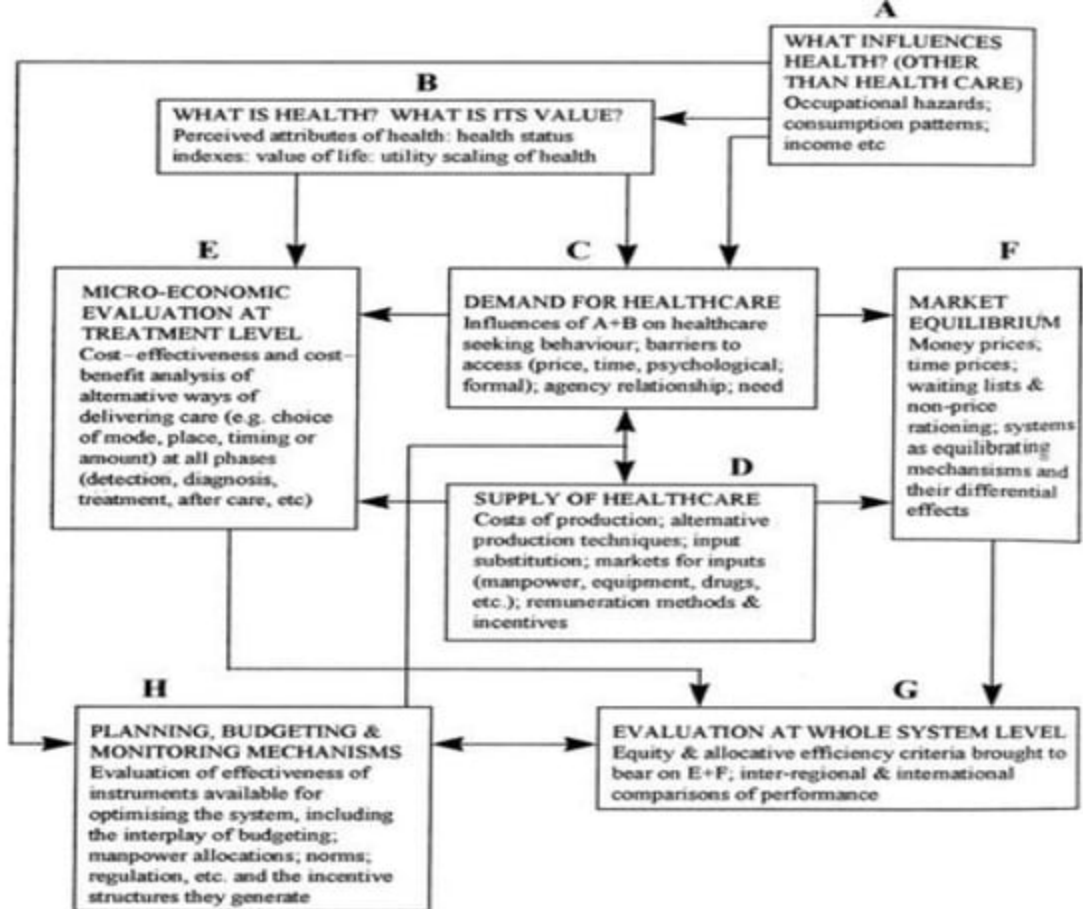 A
WHAT INFLUENCES
HEALTH? (OTHER
THAN HEALTH CARE)
Occupational hazards;
consumption patterns;
income etc
B
WHAT IS HEALTH? WHAT IS ITS VALUE?
Perceived attributes of health: health status
indexes: value of life: utility scaling of health
E
MICRO-ECONOMIC
EVALUATION AT
TREATMENT LEVEL
Cost-effectiveness and cost-
benefit analysis of
alternative ways of
delivering care (e.g. choice
of mode, place, timing or
amount) at all phases
(detection, diagnosis,
treatment, after care, etc)
C
DEMAND FOR HEALTHCARE
Influences of A+B on healthcare
seeking behaviour; barriers to
access (price, time, psychological;
formal); agency relationship; need
F
MARKET
EQUILIBRIUM
Money prices;
time prices;
waiting lists &
non-price
rationing; systems
as equilibrating
mechansisms and
their differential
effects
D
SUPPLY OF HEALTHCARE
Costs of production; alternative
production techniques; input
substitution; markets for inputs
(manpower, equipment, drugs,
etc.); remuneration methods &
incentives
H
PLANNING, BUDGETING &
MONITORING MECHANISMS
Evaluation of effectiveness of
instruments available for
optimising the system, including
the interplay of budgeting;
manpower allocations; norms;
regulation, etc. and the incentive
structures they generate
G
EVALUATION AT WHOLE SYSTEM LEVEL
Equity & allocative efficiency criteria brought to
bear on E+F; inter-regional & international
comparisons of performance